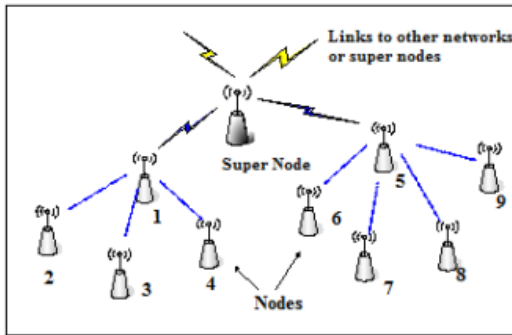 Links to other networks
or super nodes
Super Node
1
5
9
2
3
4
6
7
8
Nodes